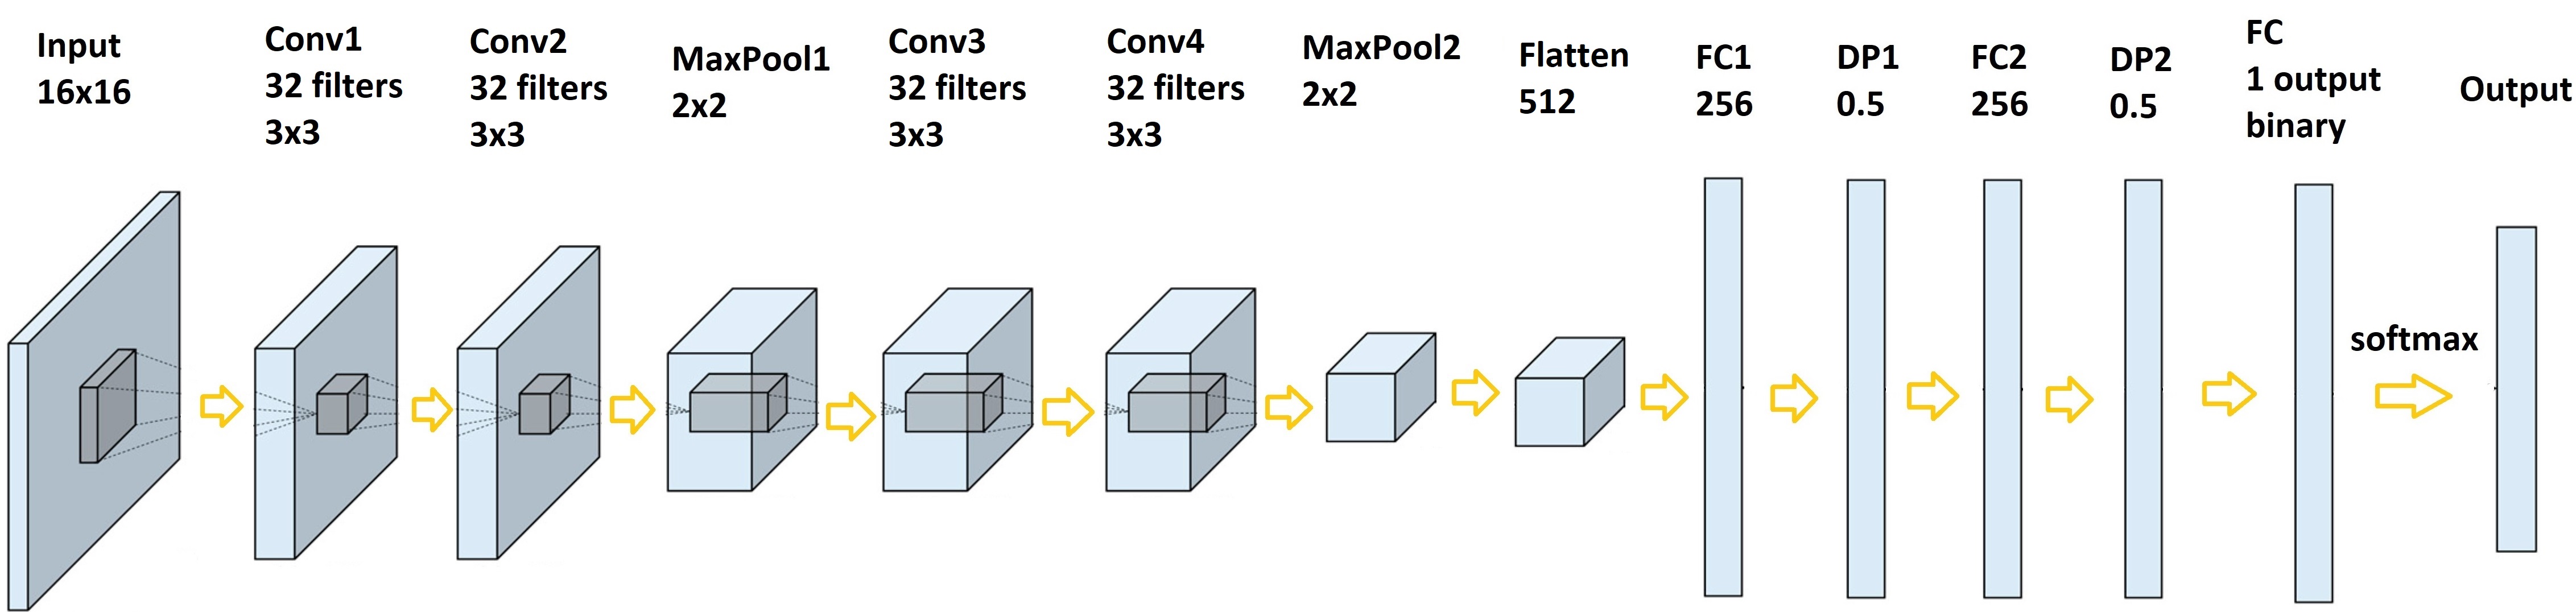 Input
16x16
Conv1
32 filters
3x3
Conv2
32 filters
3x3
MaxPool1
2x2
Conv3
32 filters
3x3
Conv4
32 filters
3x3
MaxPool2
2x2
Flatten
512
FC1
256
DP1
0.5
FC2
256
DP2
0.5
FC
1 output
binary
softmax
Output